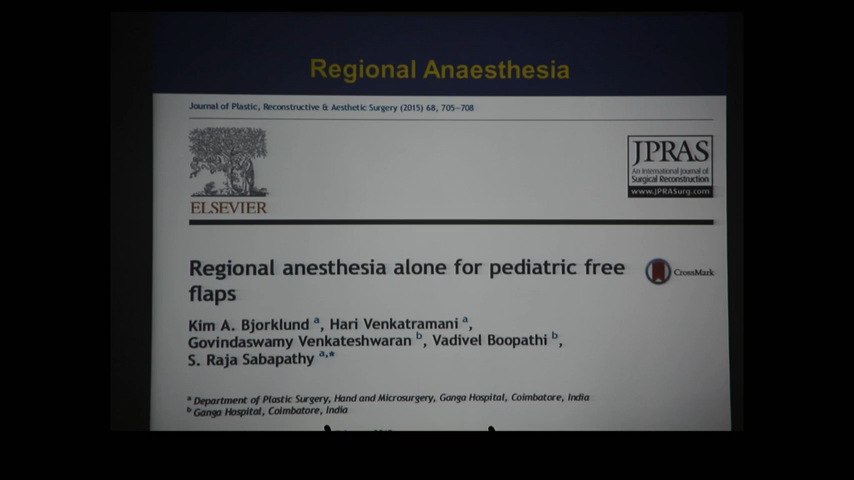 Regional Anaesthesia
Journal of Plastic, Reconstructive & Aesthetic Surgery (2015) 68, 705–708
ELSEVIER
JPRAS
An International Journal of
Surgical Reconstruction
www.JPRASurg.com
Regional anesthesia alone for pediatric free
flaps
CrossMark
Kim A. Bjorklund a, Hari Venkatramani a,
Govindaswamy Venkateshwaran b, Vadivel Boopathi b,
S. Raja Sabapathy a,*
a Department of Plastic Surgery, Hand and Microsurgery, Ganga Hospital, Coimbatore, India
b Ganga Hospital, Coimbatore, India